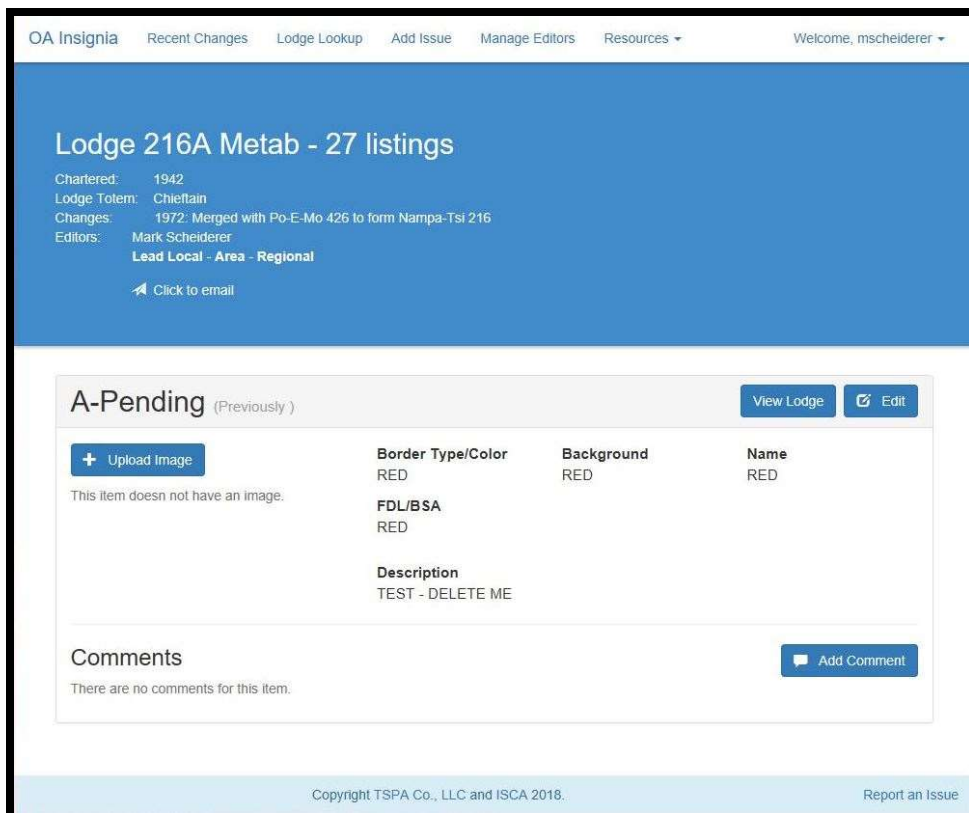 OA Insignia Recent Changes Lodge Lookup Add Issue Manage Editors Resources Welcome, mscheiderer
Lodge 216A Metab - 27 listings
Chartered: 1942
Lodge Totem: Chieftain
Changes: 1972: Merged with Po-E-Mo 426 to form Nampa-Tsi 216
Editors: Mark Scheiderer
Lead Local - Area - Regional
Click to email
A-Pending (Previously ) View Lodge Edit
Upload Image
This item doesn not have an image.
Border Type/Color Background Name
RED RED RED
FDL/BSA
RED
Description
TEST - DELETE ME
Comments Add Comment
There are no comments for this item.
Copyright TSPA Co., LLC and ISCA 2018. Report an Issue